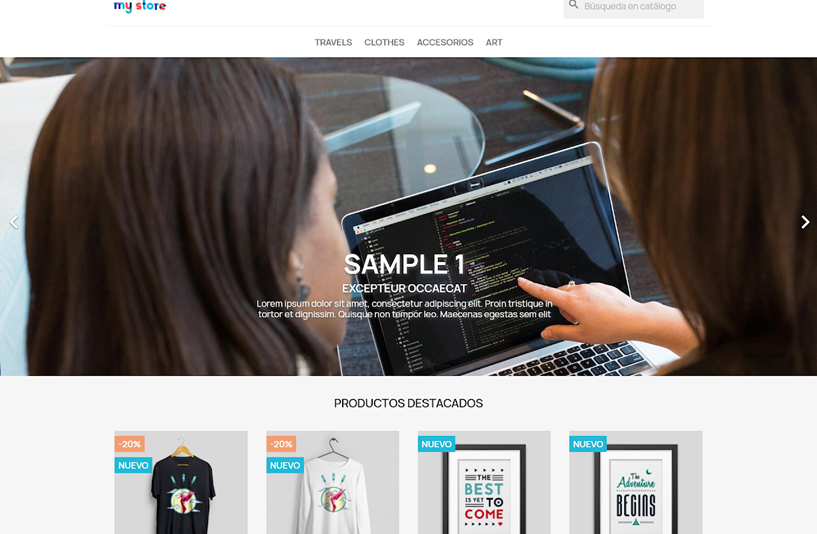 my store
Búsqueda en catálogo
TRAVELS CLOTHES ACCESORIOS ART
SAMPLE 1
EXCEPTEUR OCCAECAT
Lorem ipsum dolor sit amet, consectetur adipiscing elit. Proin tristique in
tortor et dignissim. Quisque non tempor leo. Maecenas egestas sem elit
PRODUCTOS DESTACADOS
-20%
NUEVO
-20%
NUEVO
NUEVO
THE
BEST
IS YET TO
COME
NUEVO
The
Adventure
BEGINS